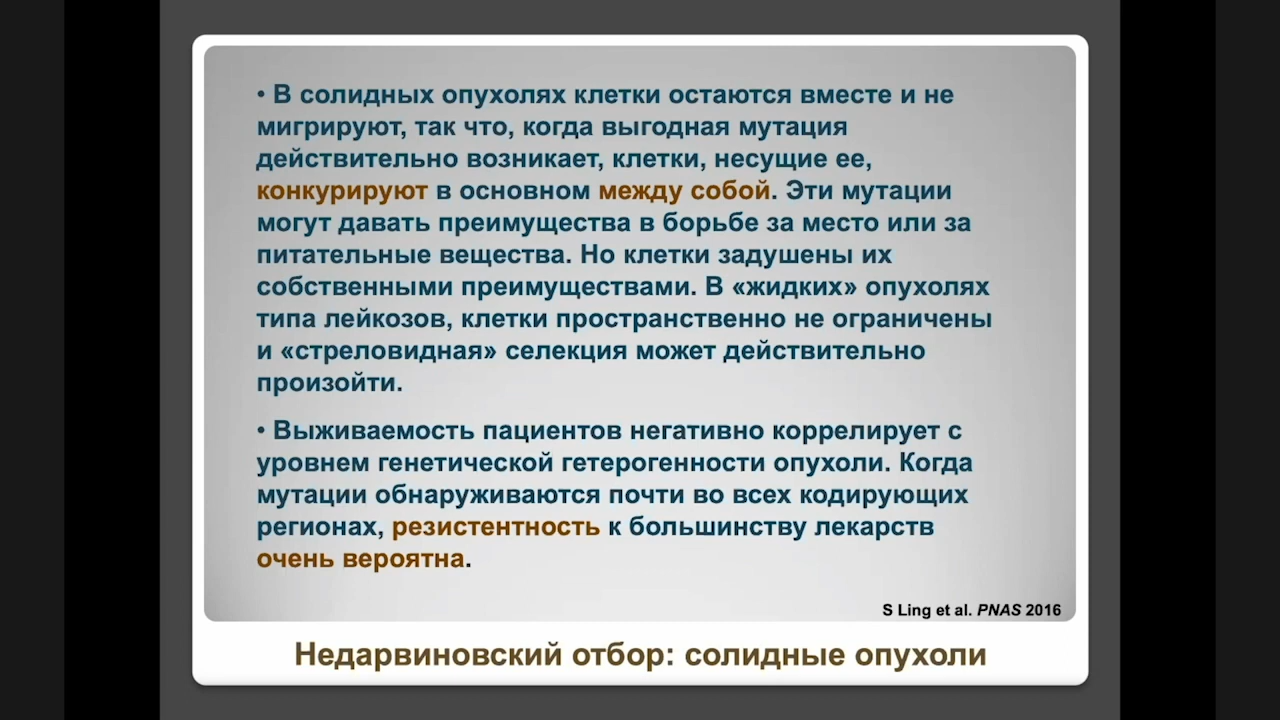 • В солидных опухолях клетки остаются вместе и не
мигрируют, так что, когда выгодная мутация
действительно возникает, клетки, несущие ее,
конкурируют в основном между собой. Эти мутации
могут давать преимущества в борьбе за место или за
питательные вещества. Но клетки задушены их
собственными преимуществами. В «жидких» опухолях
типа лейкозов, клетки пространственно не ограничены
и «стреловидная» селекция может действительно
произойти.
• Выживаемость пациентов негативно коррелирует с
уровнем генетической гетерогенности опухоли. Когда
мутации обнаруживаются почти во всех кодирующих
регионах, резистентность к большинству лекарств
очень вероятна.
S Ling et al. PNAS 2016
Недарвиновский отбор: солидные опухоли